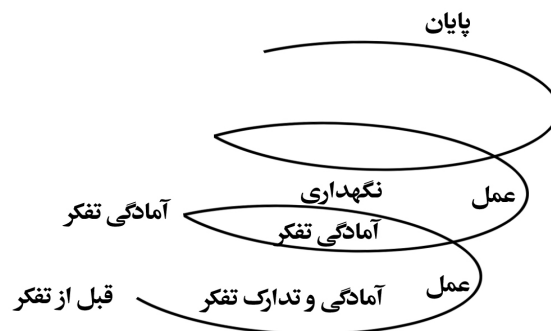 پایان
نگهداری
عمل
آمادگی تفکر
آمادگی تفکر
عمل
آمادگی و تدارک تفکر
قبل از تفکر